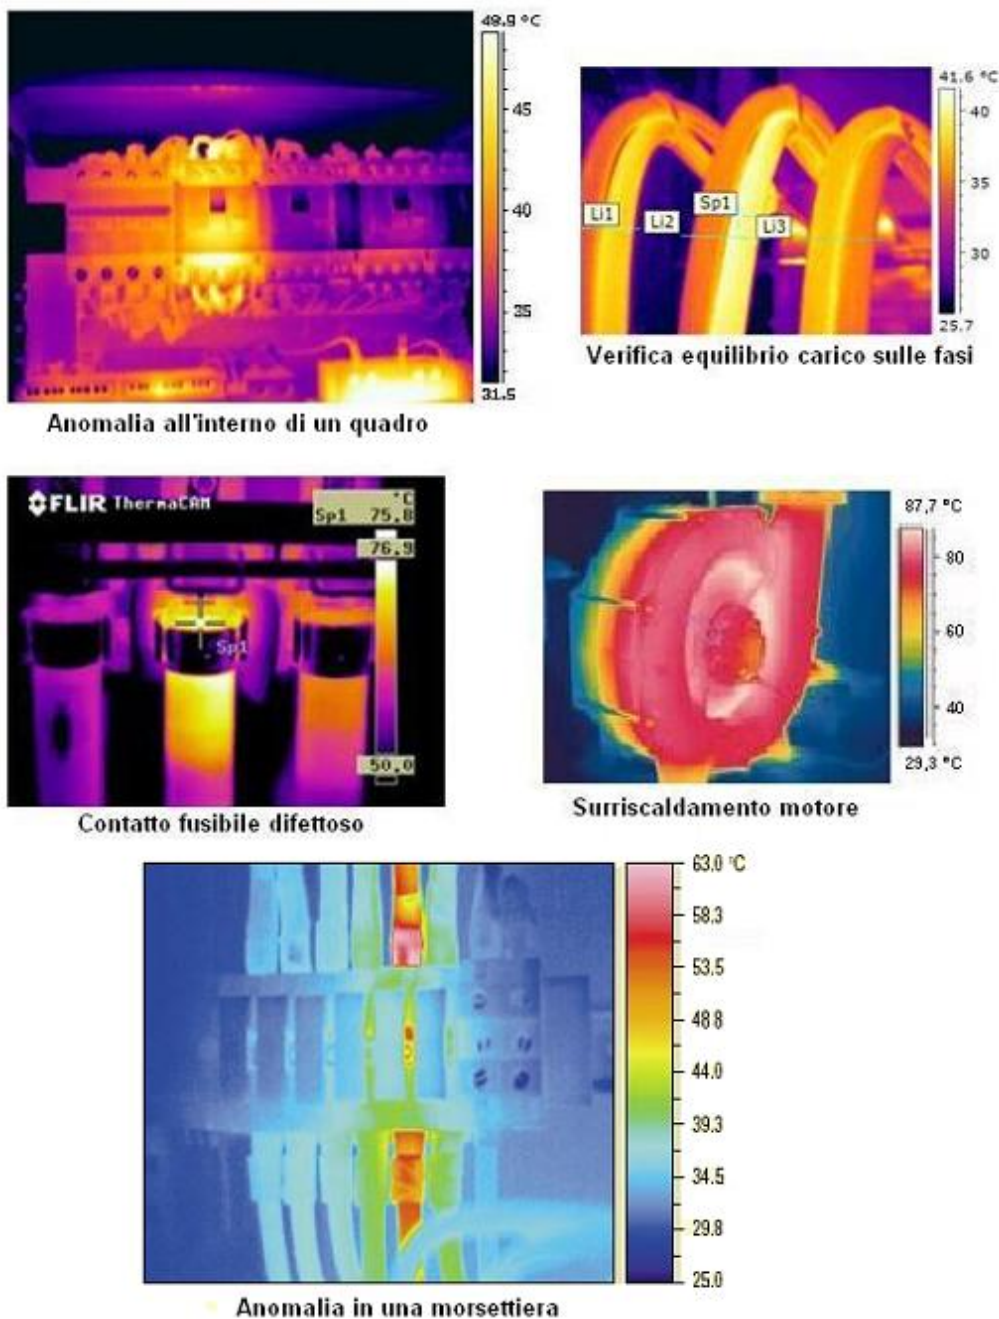 49.9 °C
45
40
35
31.5
Anomalia all'interno di un quadro
41.6 °C
40
35
30
25.7
Li1
Li2
Sp1
Li3
Verifica equilibrio carico sulle fasi
FLIR ThermaCAM
°C
Sp1 75.8
76.9
Sp1
50.0
Contatto fusibile difettoso
87,7 °C
80
60
40
29,3 °C
Surriscaldamento motore
63.0 °C
58.3
53.5
48.8
44.0
39.3
34.5
29.8
25.0
Anomalia in una morsettiera